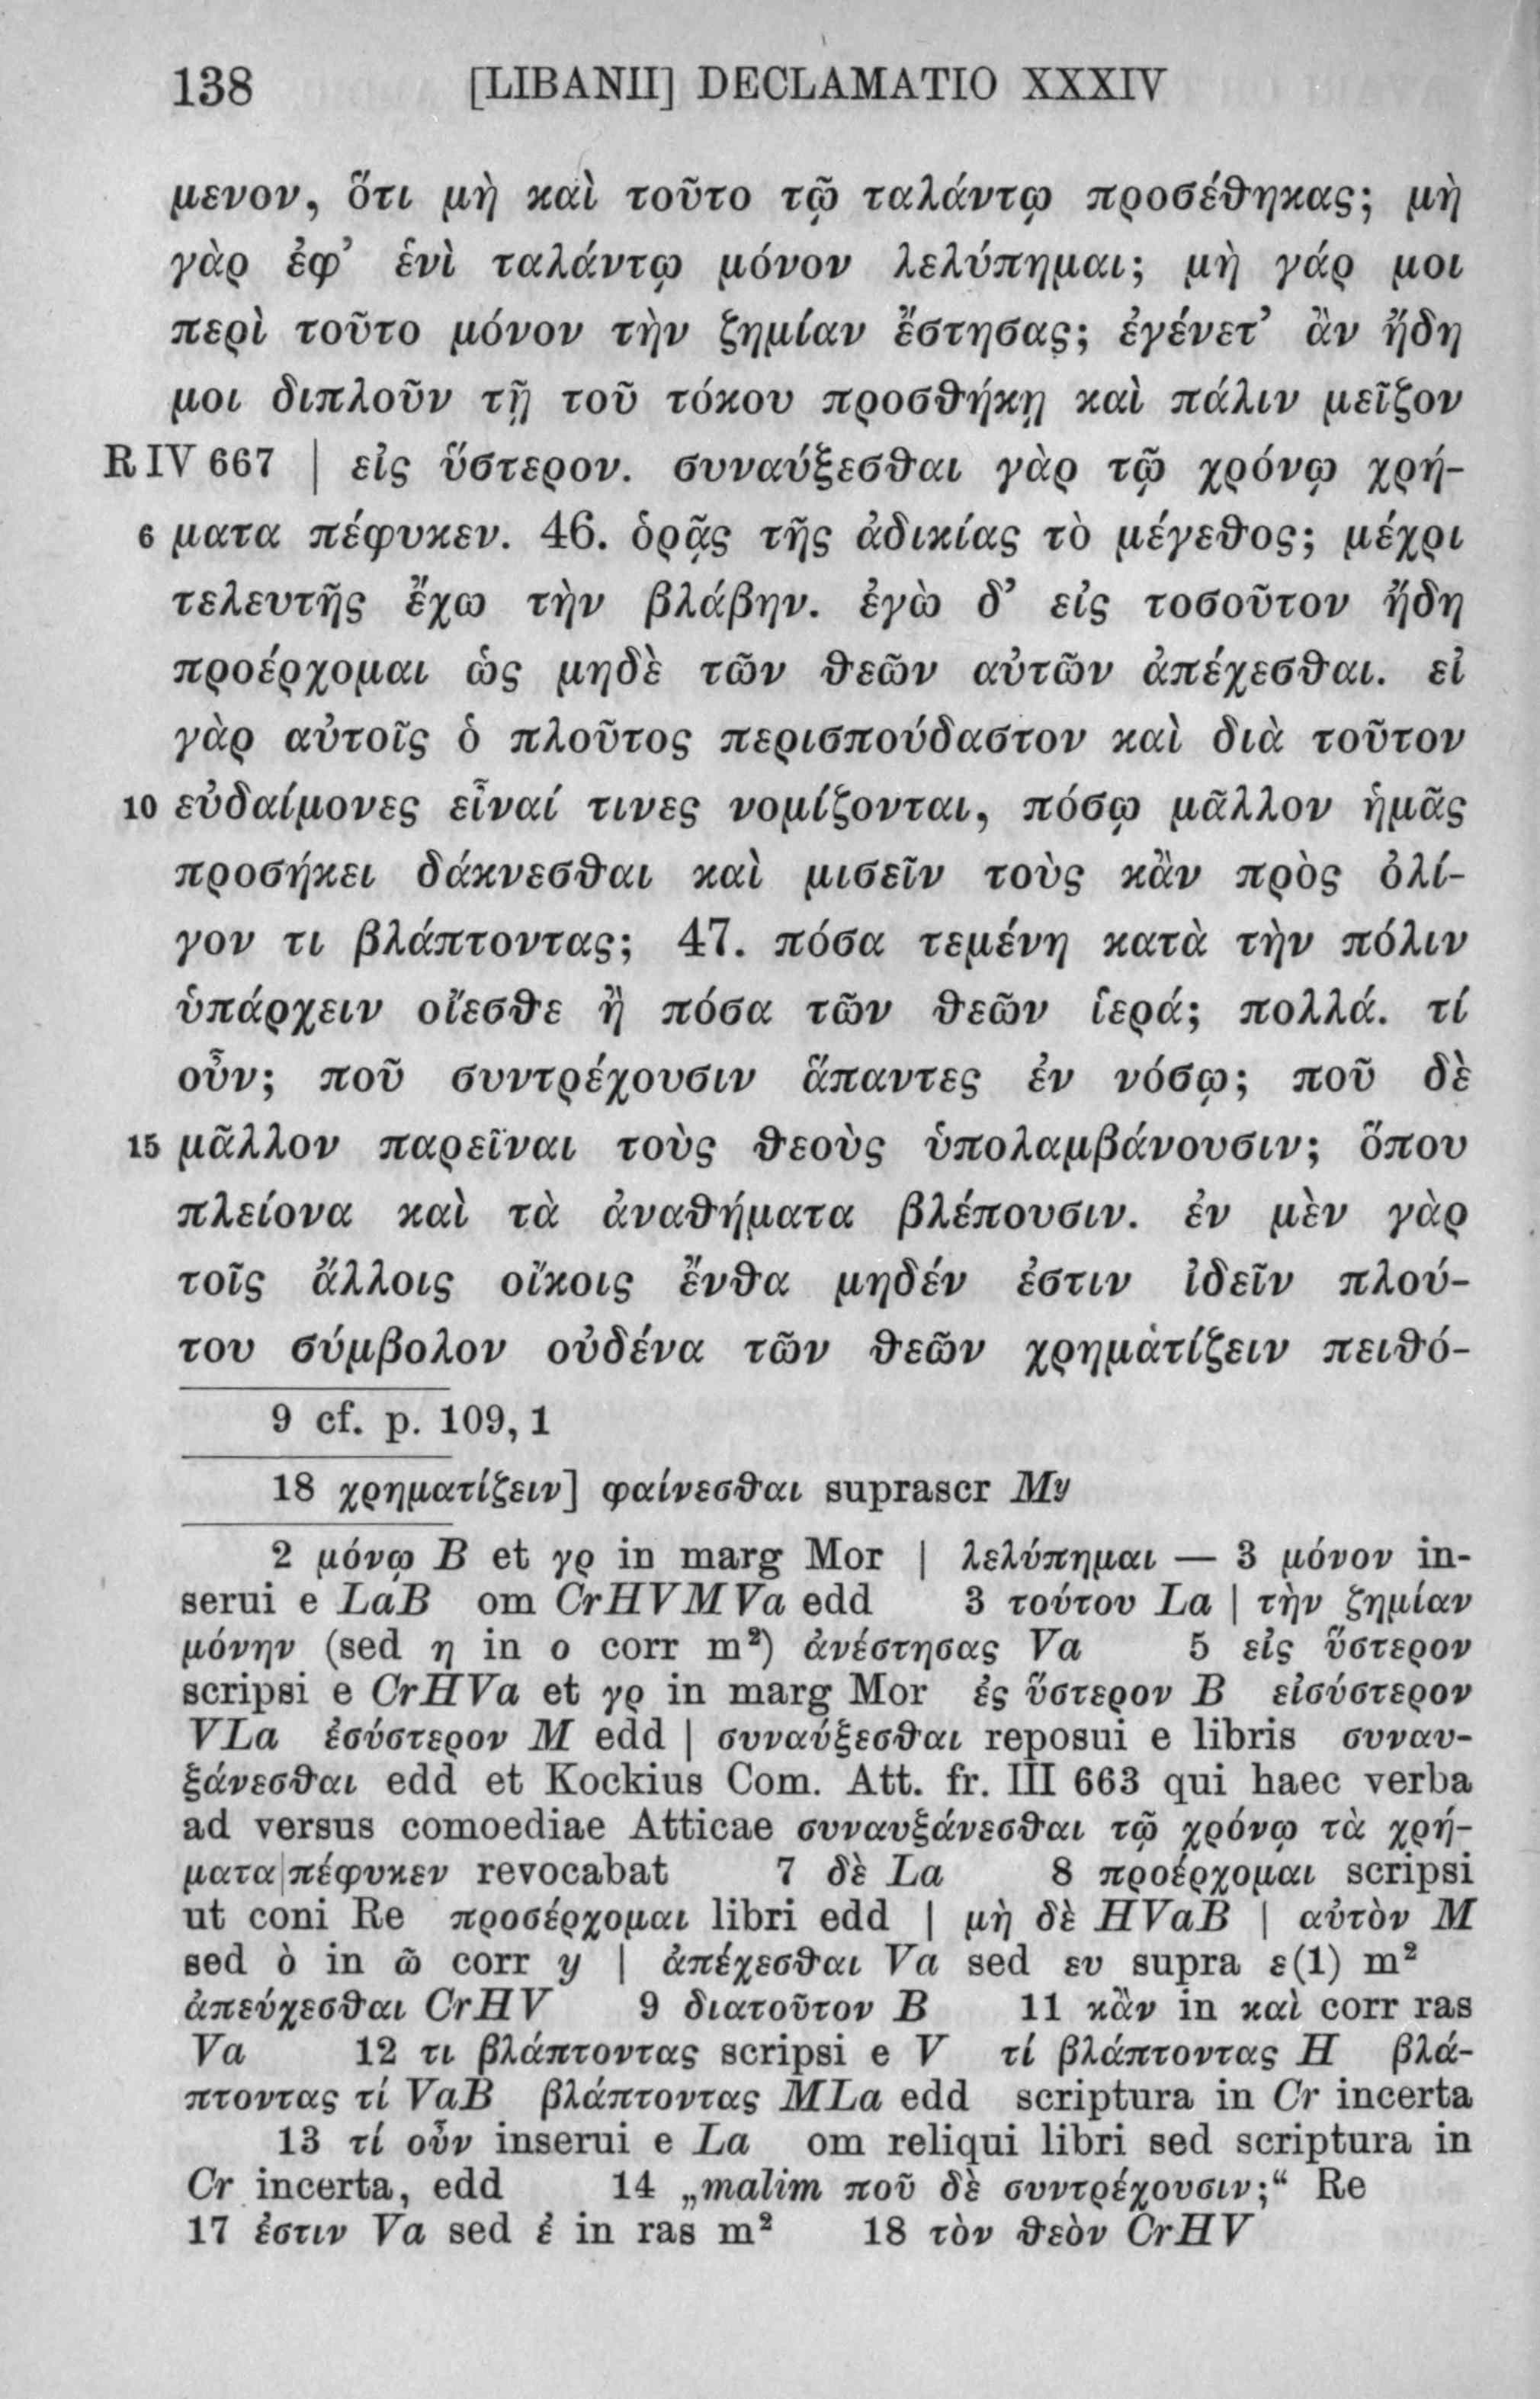 138 [LIBANII] DECLAMATIO XXXIV
μενον, ὅτι μὴ καὶ τοῦτο τῷ ταλάντῳ προσέθηκας; μὴ
γὰρ ἐφ’ ἑνὶ ταλάντῳ μόνον λελύπημαι; μὴ γάρ μοι
περὶ τοῦτο μόνον τὴν ζημίαν ἔστησας; ἐγένετ’ ἂν ἤδη
μοι διπλοῦν τῇ τοῦ τόκου προσθήκῃ καὶ πάλιν μεῖζον
R IV 667 | εἰς ὕστερον. συναύξεσθαι γὰρ τῷ χρόνῳ χρή-
6 ματα πέφυκεν. 46. ὁρᾷς τῆς ἀδικίας τὸ μέγεθος; μέχρι
τελευτῆς ἔχω τὴν βλάβην. ἐγὼ δ’ εἰς τοσοῦτον ἤδη
προέρχομαι ὡς μηδὲ τῶν θεῶν αὐτῶν ἀπέχεσθαι. εἰ
γὰρ αὐτοῖς ὁ πλοῦτος περισπούδαστον καὶ διὰ τοῦτον
10 εὐδαίμονες εἶναί τινες νομίζονται, πόσῳ μᾶλλον ἡμᾶς
προσήκει δάκνεσθαι καὶ μισεῖν τοὺς κἂν πρὸς ὀλί-
γον τι βλάπτοντας; 47. πόσα τεμένη κατὰ τὴν πόλιν
ὑπάρχειν οἴεσθε ἢ πόσα τῶν θεῶν ἱερά; πολλά. τί
οὖν; ποῦ συντρέχουσιν ἅπαντες ἐν νόσῳ; ποῦ δὲ
15 μᾶλλον παρεῖναι τοὺς θεοὺς ὑπολαμβάνουσιν; ὅπου
πλείονα καὶ τὰ ἀναθήματα βλέπουσιν. ἐν μὲν γὰρ
τοῖς ἄλλοις οἴκοις ἔνθα μηδέν ἐστιν ἰδεῖν πλού-
του σύμβολον οὐδένα τῶν θεῶν χρηματίζειν πειθό-
9 cf. p. 109, 1
18 χρηματίζειν] φαίνεσθαι suprascr My
2 μόνῳ B et γρ in marg Mor | λελύπημαι — 3 μόνον in-
serui e LaB om CrHVMVa edd 3 τούτου La | τὴν ζημίαν
μόνην (sed η in ο corr m²) ἀνέστησας Va 5 εἰς ὕστερον
scripsi e CrHVa et γρ in marg Mor ἐς ὕστερον B εἰσύστερον
VLa ἐσύστερον M edd | συναύξεσθαι reposui e libris συναυ-
ξάνεσθαι edd et Kockius Com. Att. fr. III 663 qui haec verba
ad versus comoediae Atticae συναυξάνεσθαι τῷ χρόνῳ τὰ χρή-
ματα|πέφυκεν revocabat 7 δὲ La 8 προέρχομαι scripsi
ut coni Re προσέρχομαι libri edd | μὴ δὲ HVaB | αὐτὸν M
sed ὸ in ῶ corr y | ἀπέχεσθαι Va sed ευ supra ε(1) m²
ἀπεύχεσθαι CrHV 9 διατοῦτον B 11 κἂν in καὶ corr ras
Va 12 τι βλάπτοντας scripsi e V τί βλάπτοντας H βλά-
πτοντας τί VaB βλάπτοντας MLa edd scriptura in Cr incerta
13 τί οὖν inserui e La om reliqui libri sed scriptura in
Cr incerta, edd 14 „malim ποῦ δὲ συντρέχουσιν;“ Re
17 ἐστιν Va sed ἐ in ras m² 18 τὸν θεὸν CrHV